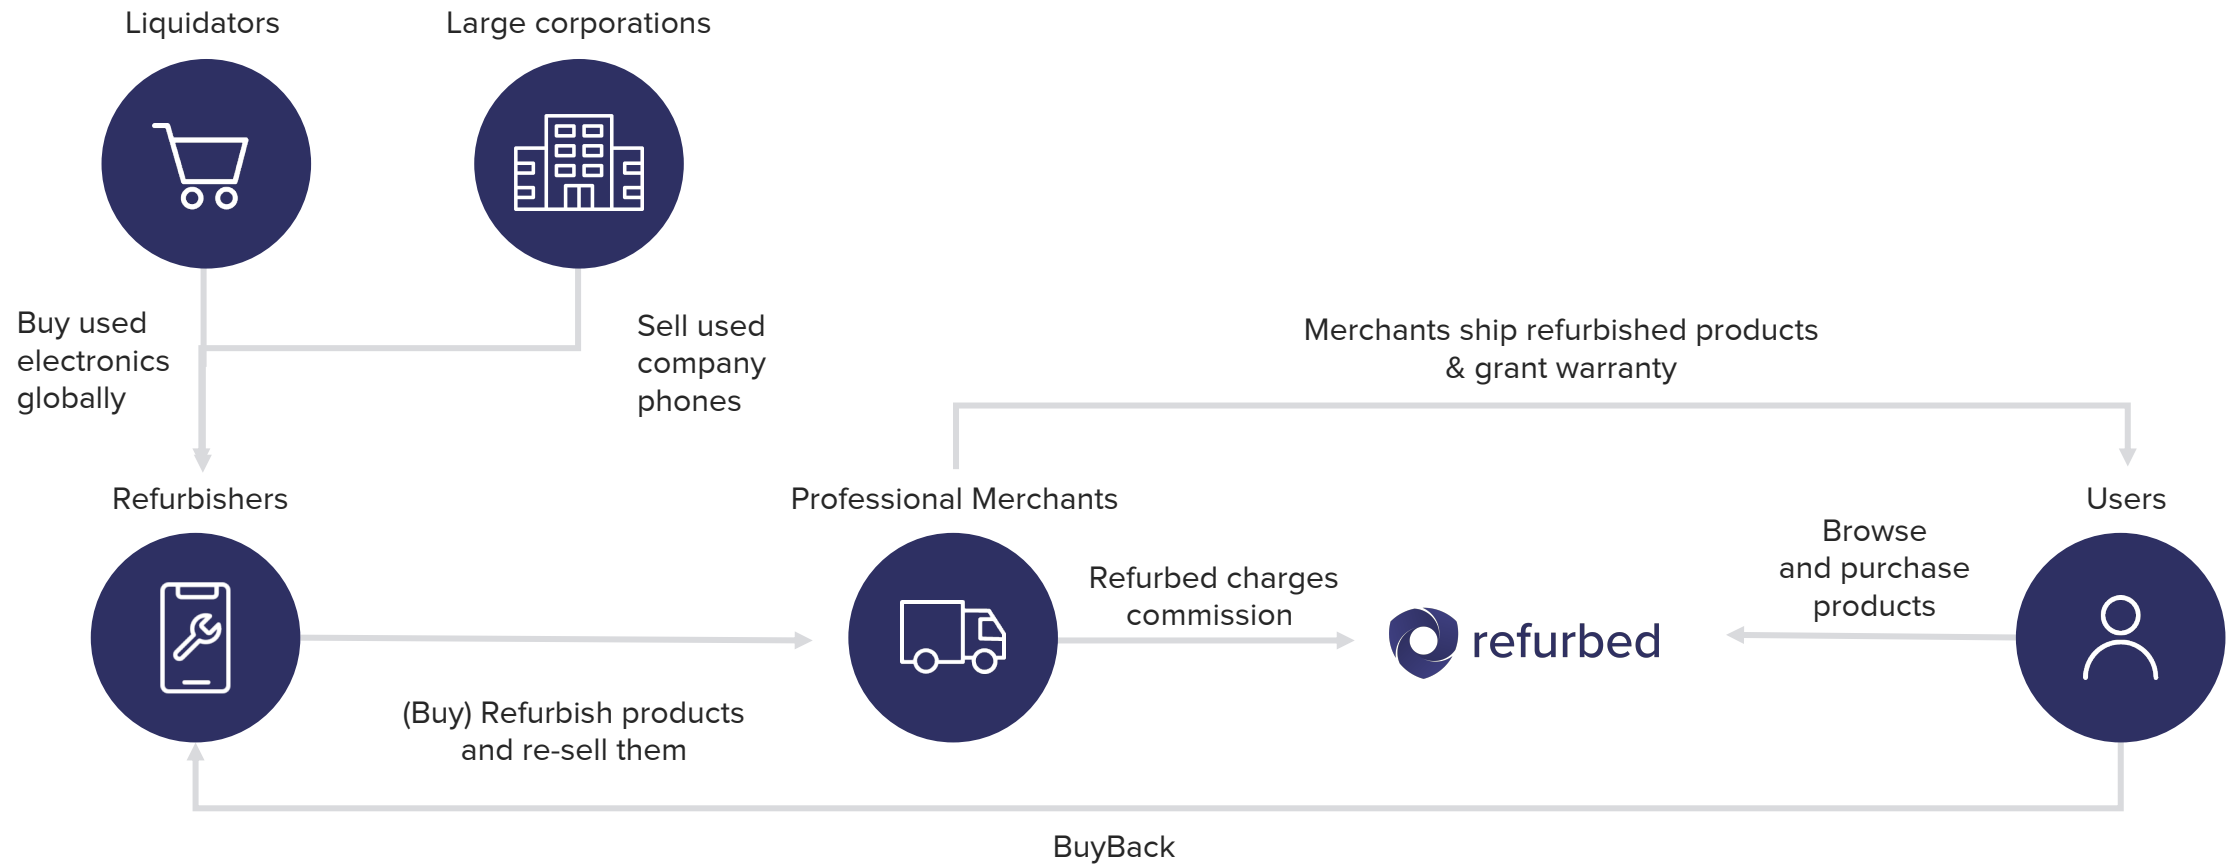 Liquidators
Large corporations
Buy used
electronics
globally
Sell used
company
phones
Merchants ship refurbished products
& grant warranty
Refurbishers
Professional Merchants
Users
Browse
and purchase
products
Refurbed charges
commission
refurbed
(Buy) Refurbish products
and re-sell them
BuyBack